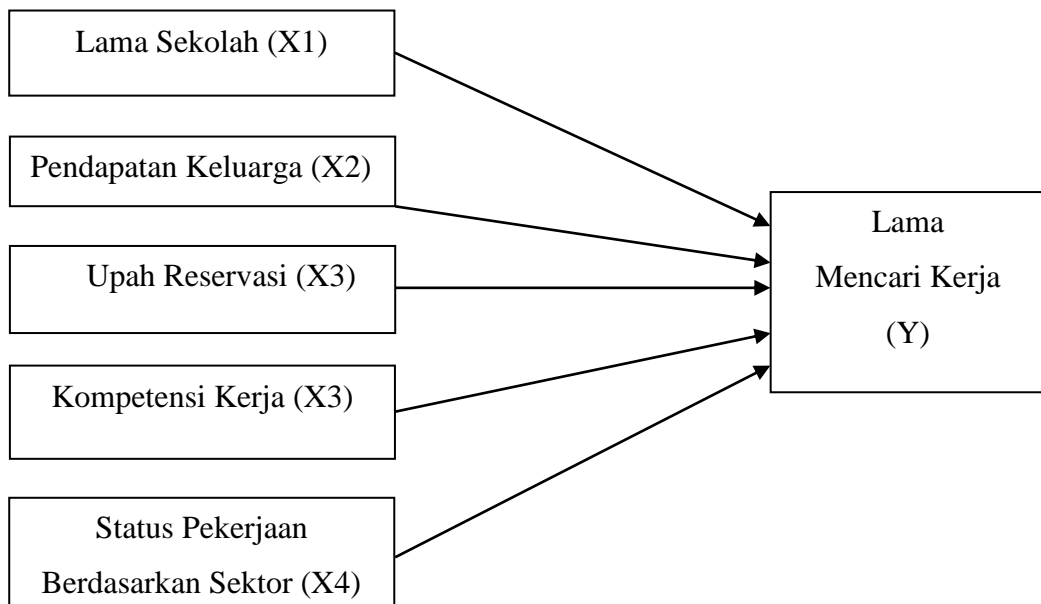 Lama Sekolah (X1)
Pendapatan Keluarga (X2)
Upah Reservasi (X3)
Kompetensi Kerja (X3)
Status Pekerjaan
Berdasarkan Sektor (X4)
Lama
Mencari Kerja
(Y)